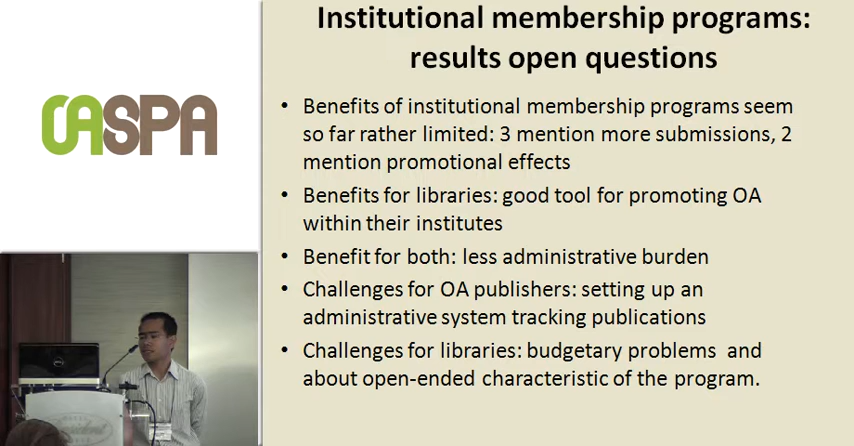 OASPA
Institutional membership programs:
results open questions
• Benefits of institutional membership programs seem
so far rather limited: 3 mention more submissions, 2
mention promotional effects
• Benefits for libraries: good tool for promoting OA
within their institutes
• Benefit for both: less administrative burden
• Challenges for OA publishers: setting up an
administrative system tracking publications
• Challenges for libraries: budgetary problems and
about open-ended characteristic of the program.